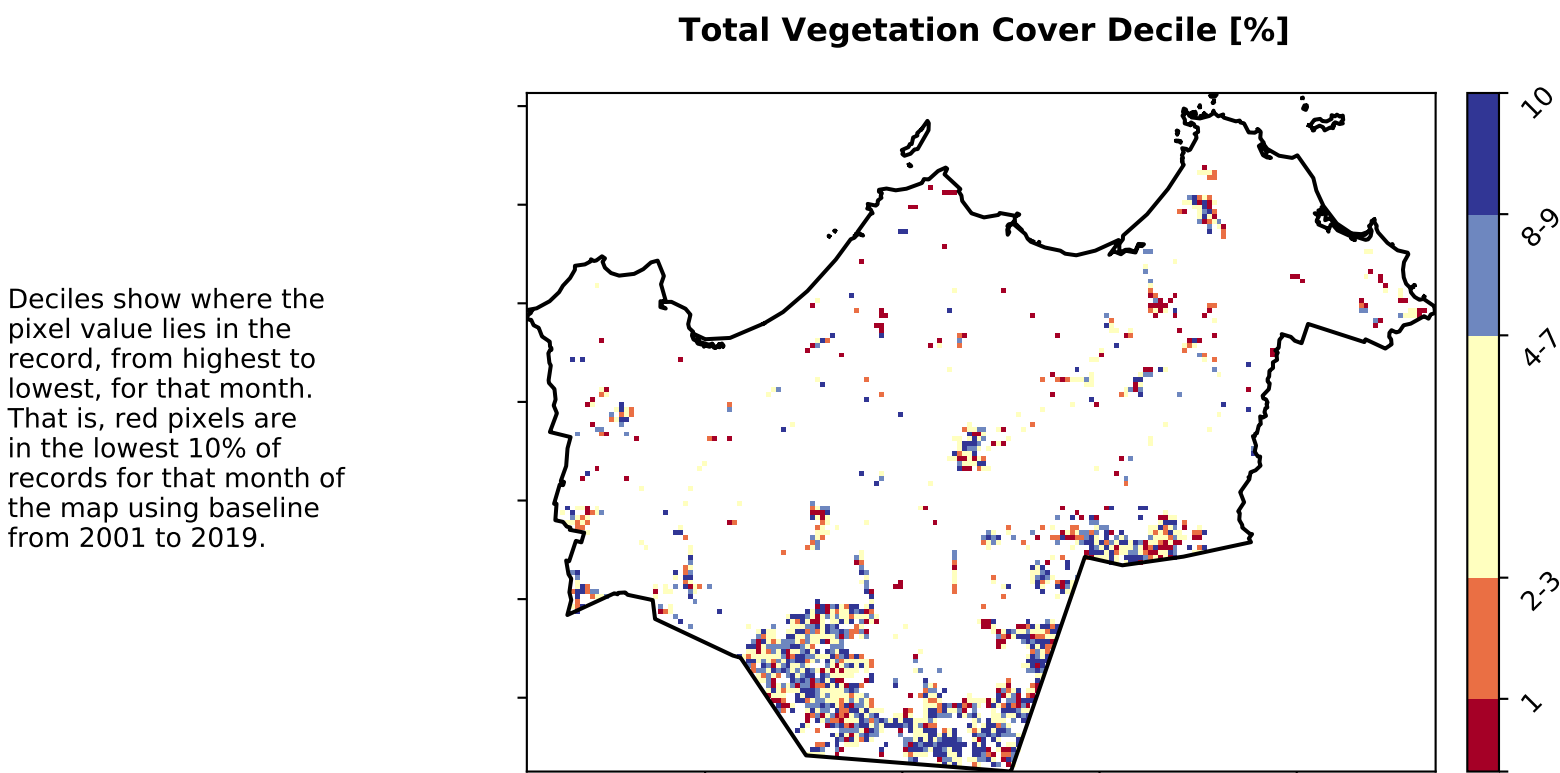 Total Vegetation Cover Decile [%]
Deciles show where the
pixel value lies in the
record, from highest to
lowest, for that month.
That is, red pixels are
in the lowest 10% of
records for that month of
the map using baseline
from 2001 to 2019.
10
8-9
4-7
2-3
1